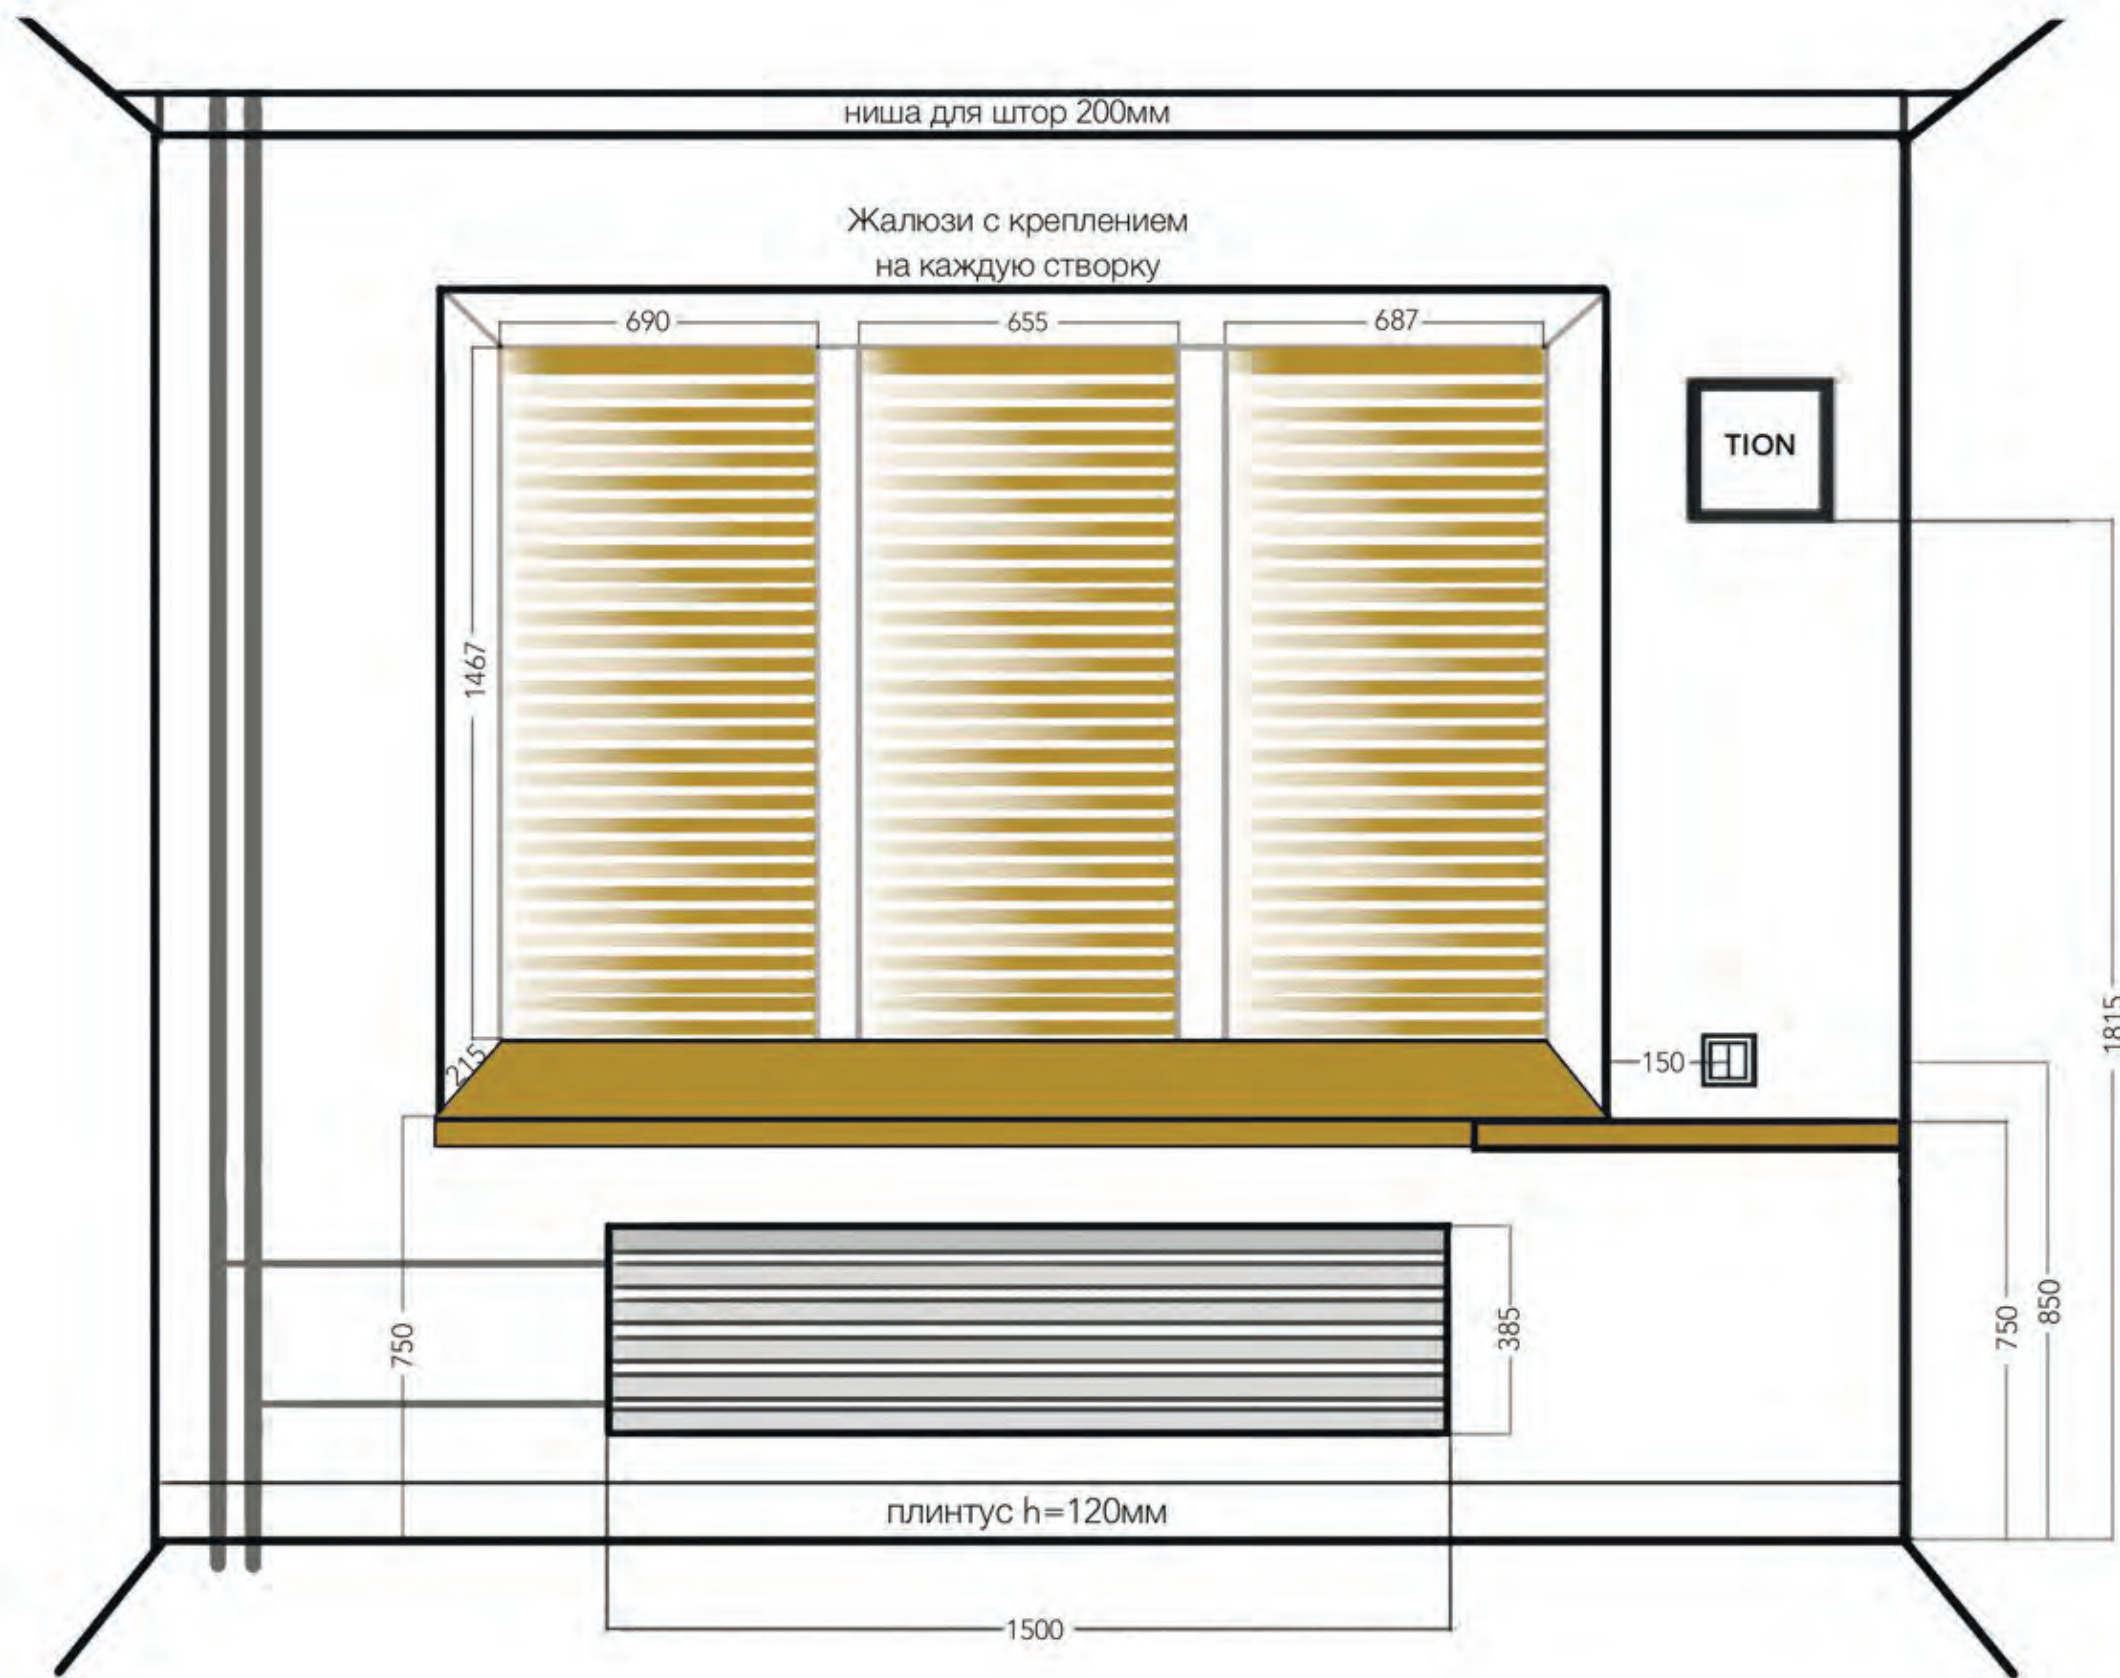 ниша для штор 200мм
Жалюзи с креплением
на каждую створку
690
655
687
TION
1467
215
150
1815
750
385
750
850
плинтус h=120мм
1500